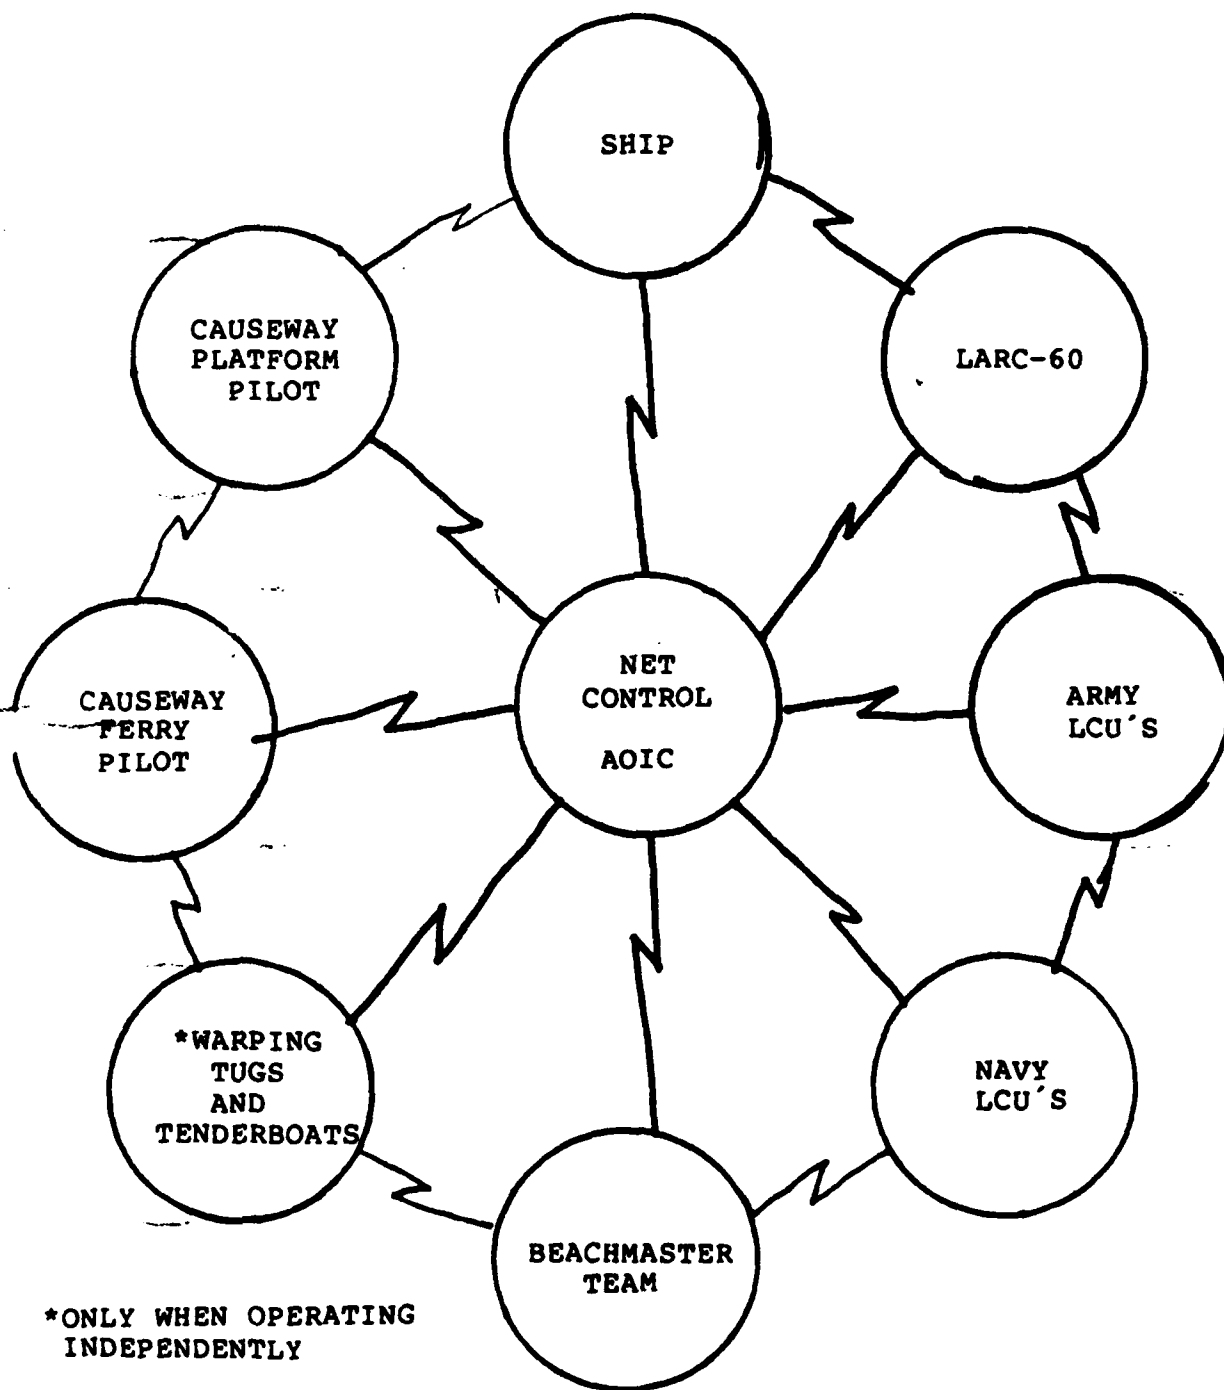 SHIP
CAUSEWAY
PLATFORM
PILOT
LARC-60
NET
CONTROL
AOIC
CAUSEWAY
FERRY
PILOT
ARMY
LCU'S
*WARPING
TUGS
AND
TENDERBOATS
NAVY
LCU'S
BEACHMASTER
TEAM
*ONLY WHEN OPERATING
INDEPENDENTLY